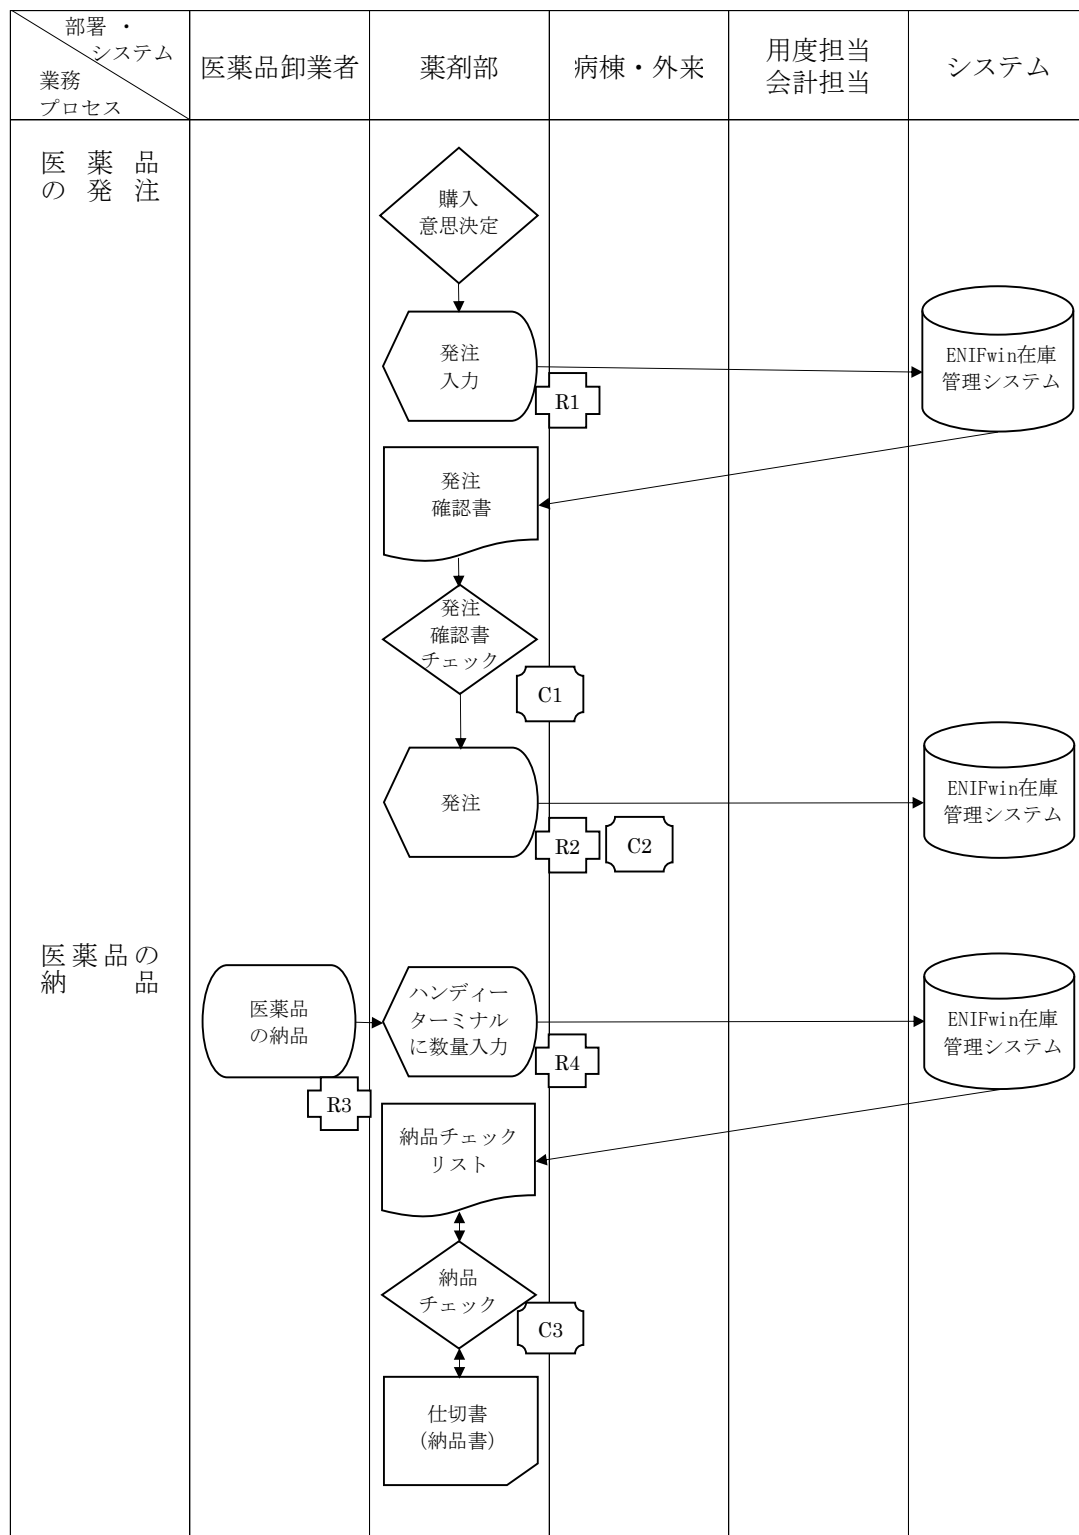 部署 ・
システム
業務
プロセス
医薬品卸業者
薬剤部
病棟・外来
用度担当
会計担当
システム
医薬品
の発注
購入
意思決定
発注
入力
R1
ENIFwin在庫
管理システム
発注
確認書
発注
確認書
チェック
C1
発注
R2
C2
ENIFwin在庫
管理システム
医薬品の
納品
医薬品
の納品
R3
ハンディー
ターミナル
に数量入力
R4
ENIFwin在庫
管理システム
納品チェック
リスト
納品
チェック
C3
仕切書
(納品書)